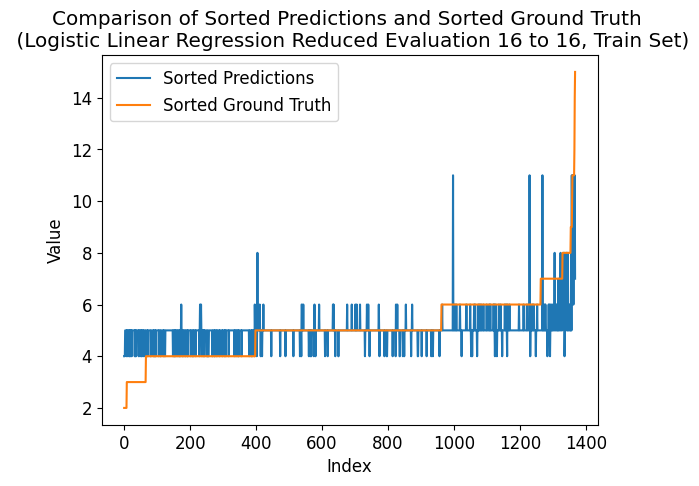 Comparison of Sorted Predictions and Sorted Ground Truth
(Logistic Linear Regression Reduced Evaluation 16 to 16, Train Set)
Sorted Predictions
Sorted Ground Truth
14
12
10
8
6
4
2
Value
0
200
400
600
800
1000
1200
1400
Index